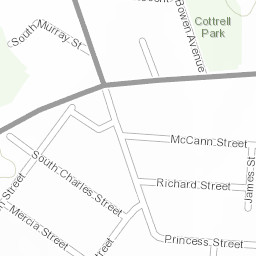 Bowen Avenue
Cottrell
Park
South Murray St
McCann Street
South Charles Street
Richard Street
James St
Street
Mercia Street
Princess Street